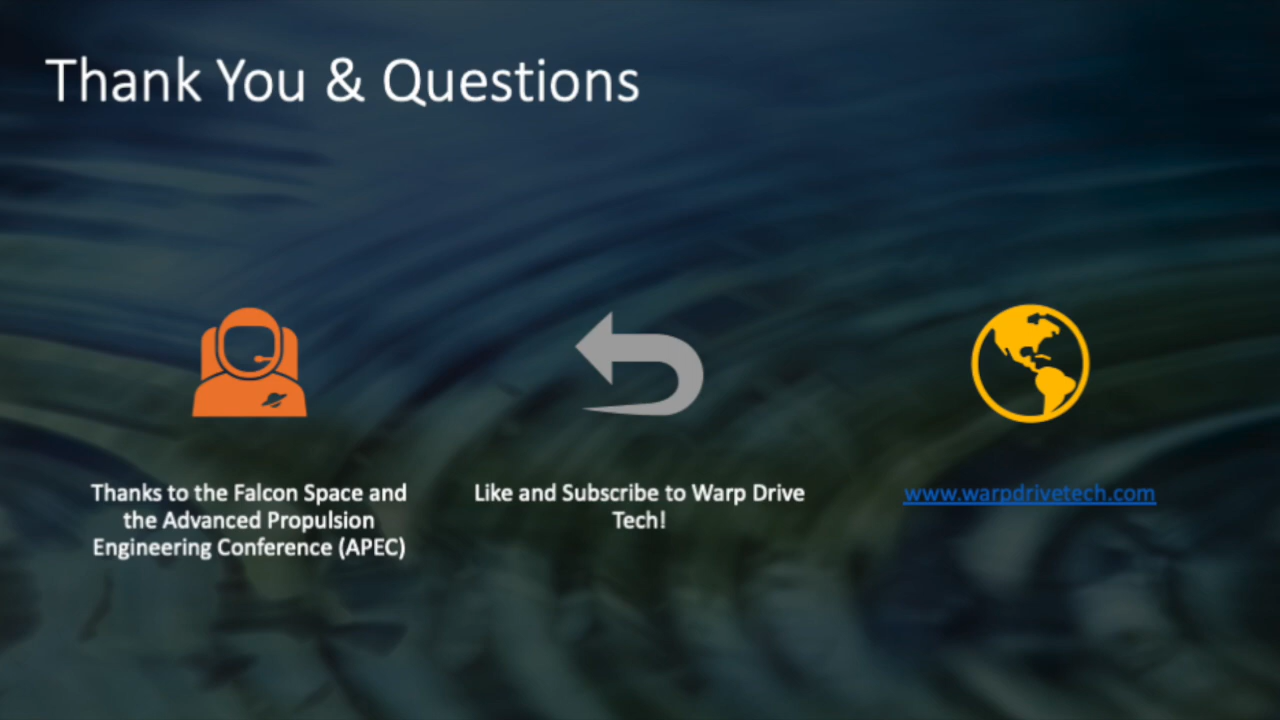 Thank You & Questions
Thanks to the Falcon Space and
the Advanced Propulsion
Engineering Conference (APEC)
Like and Subscribe to Warp Drive
Tech!
www.warpdrivetech.com